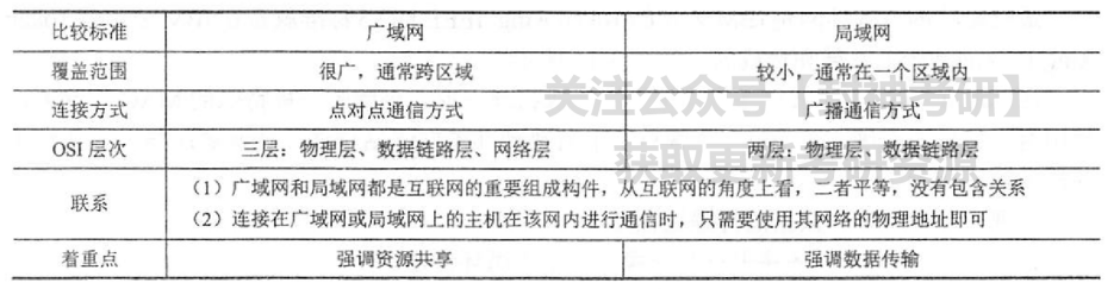 比较标准 广域网 局域网
覆盖范围 很广，通常跨区域 较小，通常在一个区域内
连接方式 点对点通信方式 广播通信方式
OSI 层次 三层：物理层、数据链路层、网络层 两层：物理层、数据链路层
联系 （1）广域网和局域网都是互联网的重要组成构件，从互联网的角度上看，二者平等，没有包含关系
（2）连接在广域网或局域网上的主机在该网内进行通信时，只需要使用其网络的物理地址即可
着重点 强调资源共享 强调数据传输
关注公众号【封神考研】
获取更新考研资源